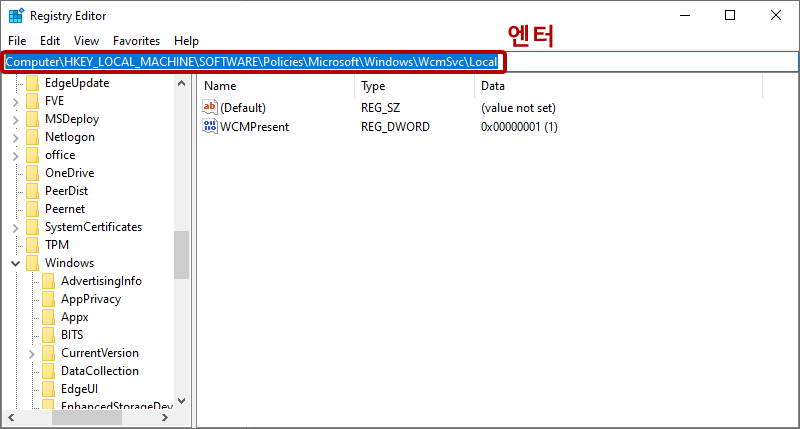 Registry Editor
엔터
File Edit View Favorites Help
Computer\HKEY_LOCAL_MACHINE\SOFTWARE\Policies\Microsoft\Windows\WcmSvc\Local
EdgeUpdate
FVE
MSDeploy
Netlogon
office
OneDrive
PeerDist
Peernet
SystemCertificates
TPM
Windows
AdvertisingInfo
AppPrivacy
Appx
BITS
CurrentVersion
DataCollection
EdgeUI
EnhancedStorageDev
Name Type Data
ab (Default) REG_SZ (value not set)
WCMPresent REG_DWORD 0x00000001 (1)